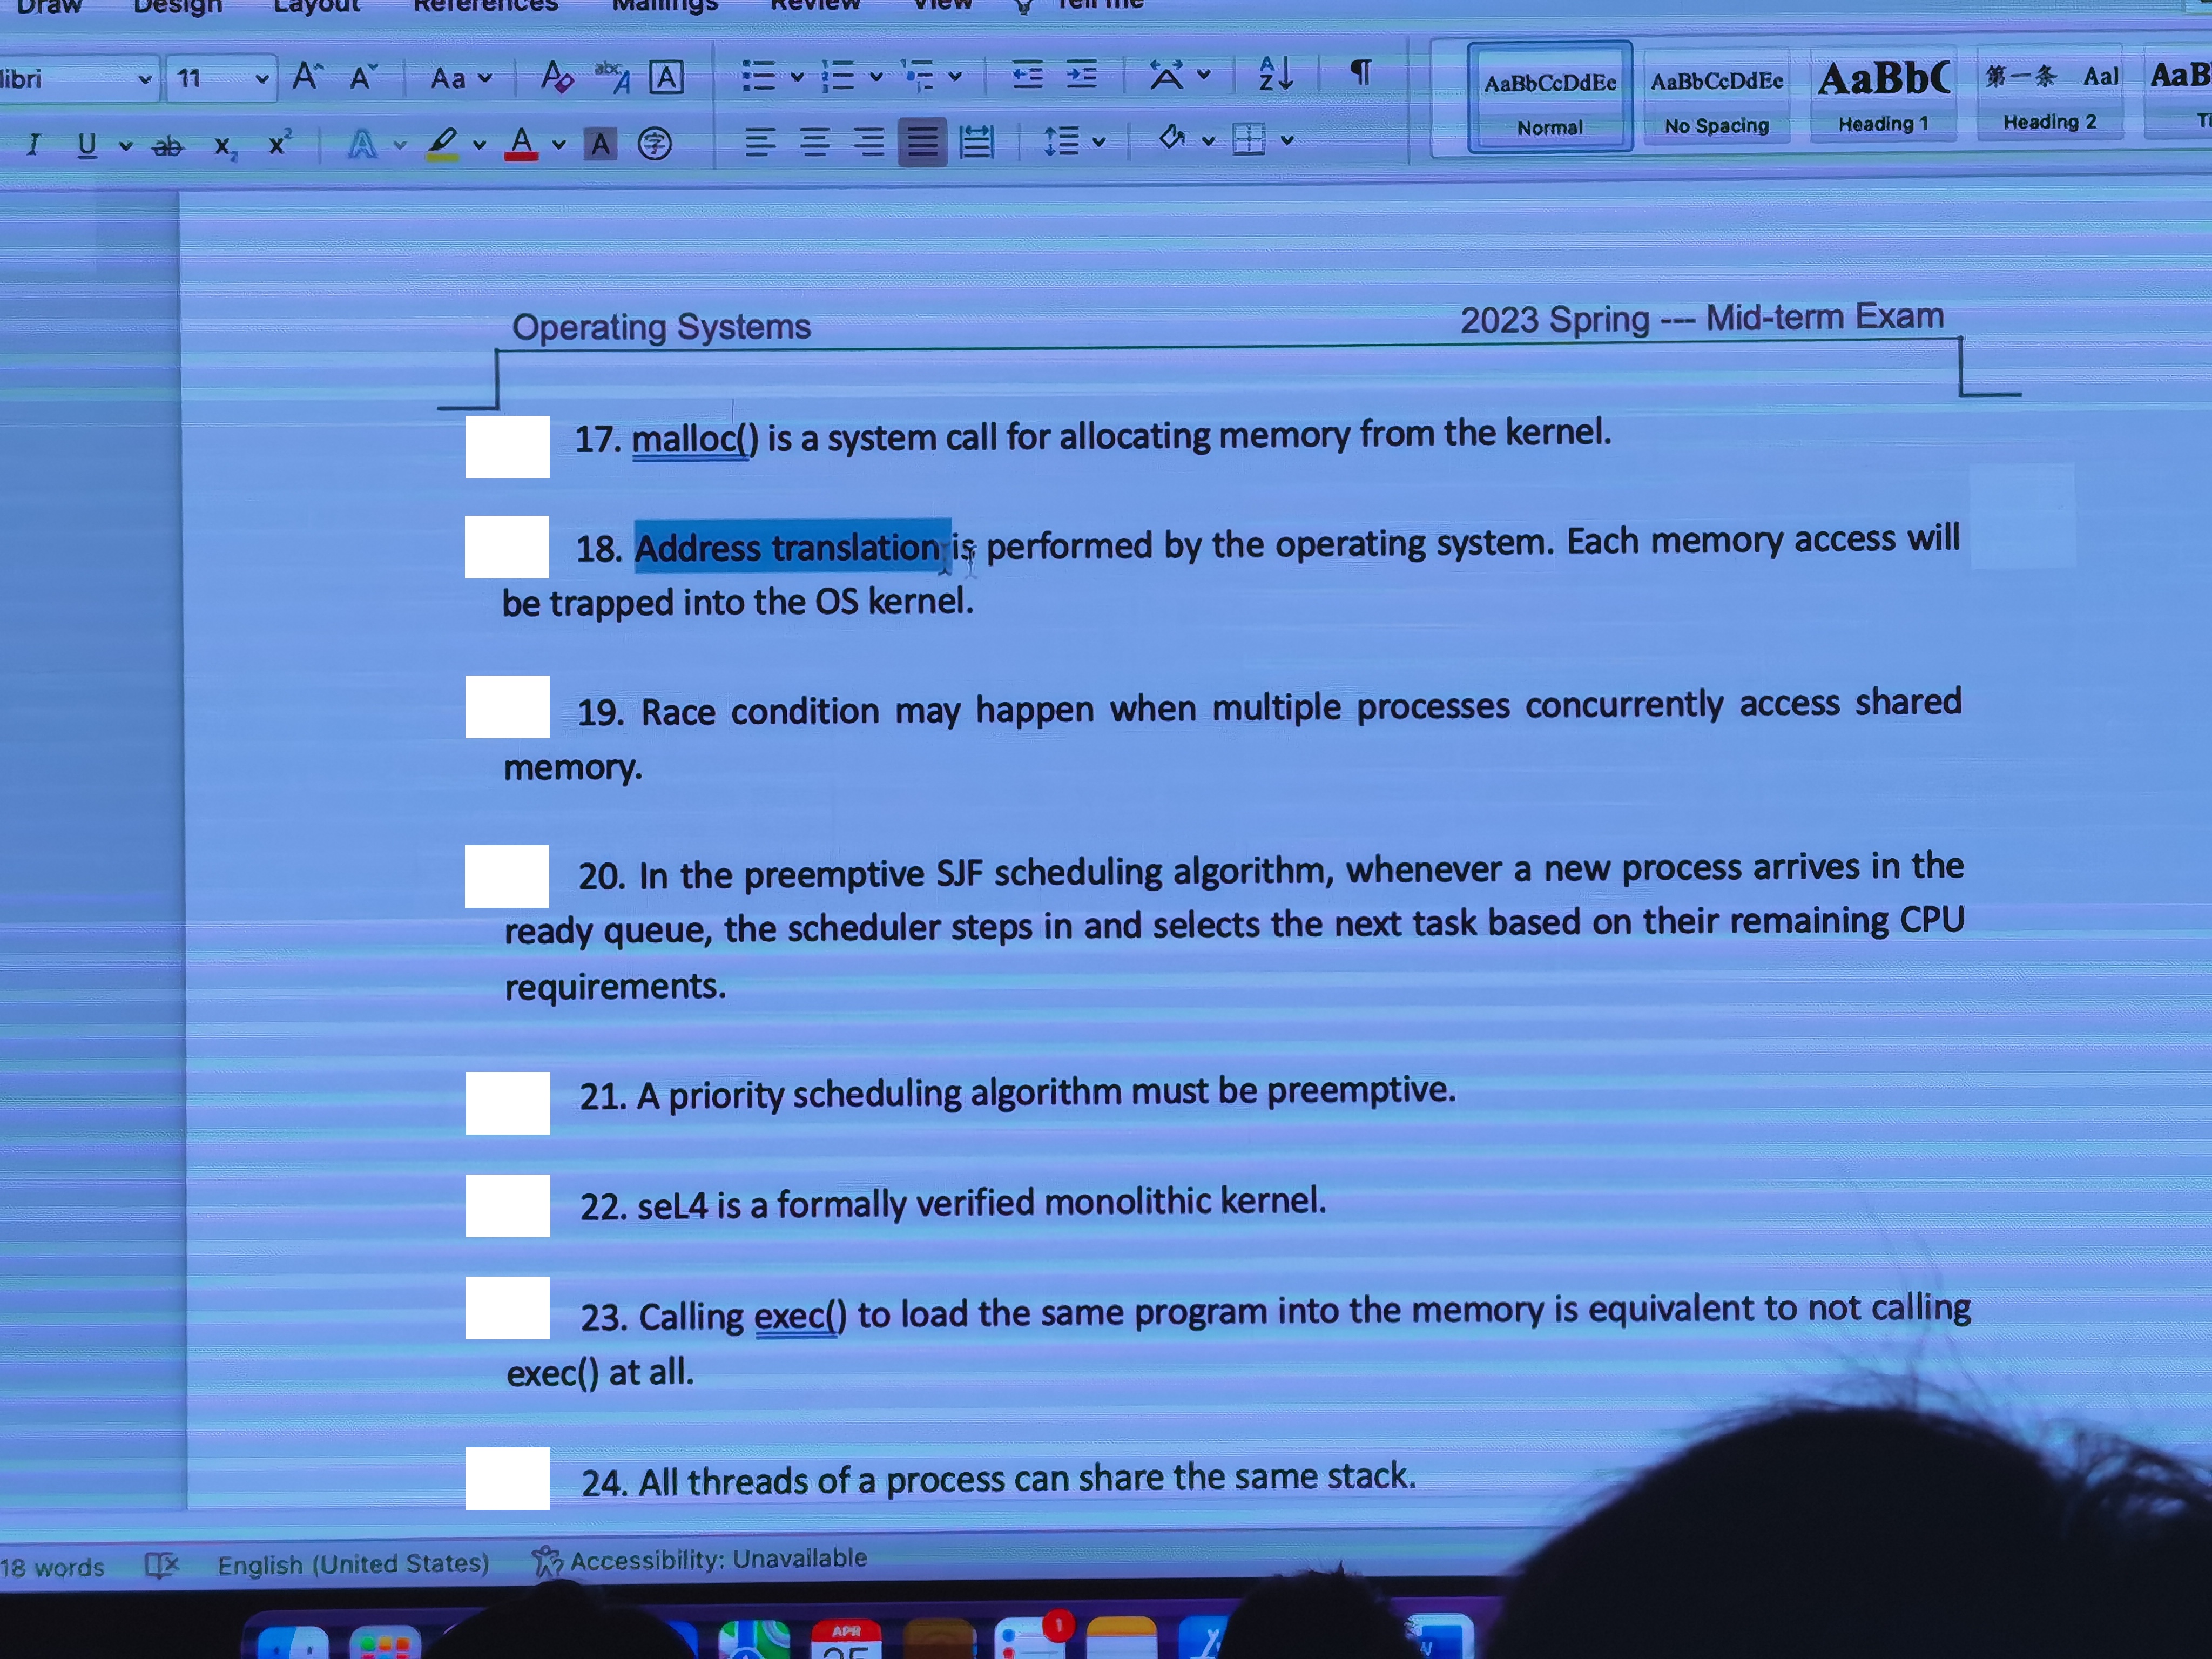 Draw Design Layout References Mailings Review View Tell me
libri 11 Aa AaBbCcDdEe AaBbCcDdEe AaBbC 第一条 Aal AaB
Normal No Spacing Heading 1 Heading 2 Ti
Operating Systems 2023 Spring --- Mid-term Exam
17. malloc() is a system call for allocating memory from the kernel.
18. Address translation is performed by the operating system. Each memory access will
be trapped into the OS kernel.
19. Race condition may happen when multiple processes concurrently access shared
memory.
20. In the preemptive SJF scheduling algorithm, whenever a new process arrives in the
ready queue, the scheduler steps in and selects the next task based on their remaining CPU
requirements.
21. A priority scheduling algorithm must be preemptive.
22. seL4 is a formally verified monolithic kernel.
23. Calling exec() to load the same program into the memory is equivalent to not calling
exec() at all.
24. All threads of a process can share the same stack.
18 words English (United States) Accessibility: Unavailable
APR 1